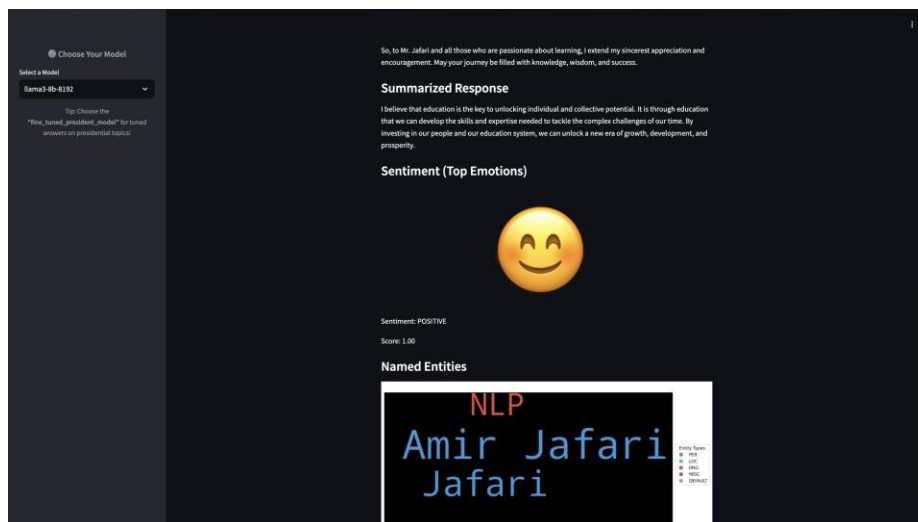 Choose Your Model
Select a Model
llama3-8b-8192
Tip: Choose the
"fine_tuned_president_model" for tuned
answers on presidential topics!
So, to Mr. Jafari and all those who are passionate about learning, I extend my sincerest appreciation and
encouragement. May your journey be filled with knowledge, wisdom, and success.
Summarized Response
I believe that education is the key to unlocking individual and collective potential. It is through education
that we can develop the skills and expertise needed to tackle the complex challenges of our time. By
investing in our people and our education system, we can unlock a new era of growth, development, and
prosperity.
Sentiment (Top Emotions)
Sentiment: POSITIVE
Score: 1.00
Named Entities
NLP
Amir Jafari
Jafari
Entity Types
PER
LOC
ORG
MISC
DEFAULT